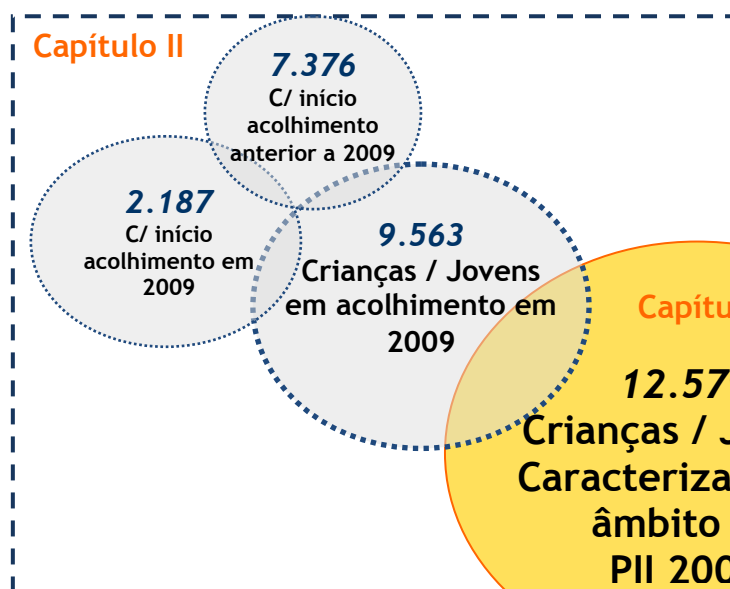 Capítulo II
7.376
C/ início
acolhimento
anterior a 2009
2.187
C/ início
acolhimento em
2009
9.563
Crianças / Jovens
em acolhimento em
2009
Capítu
12.57
Crianças / J
Caracteriza
âmbito
PII 200